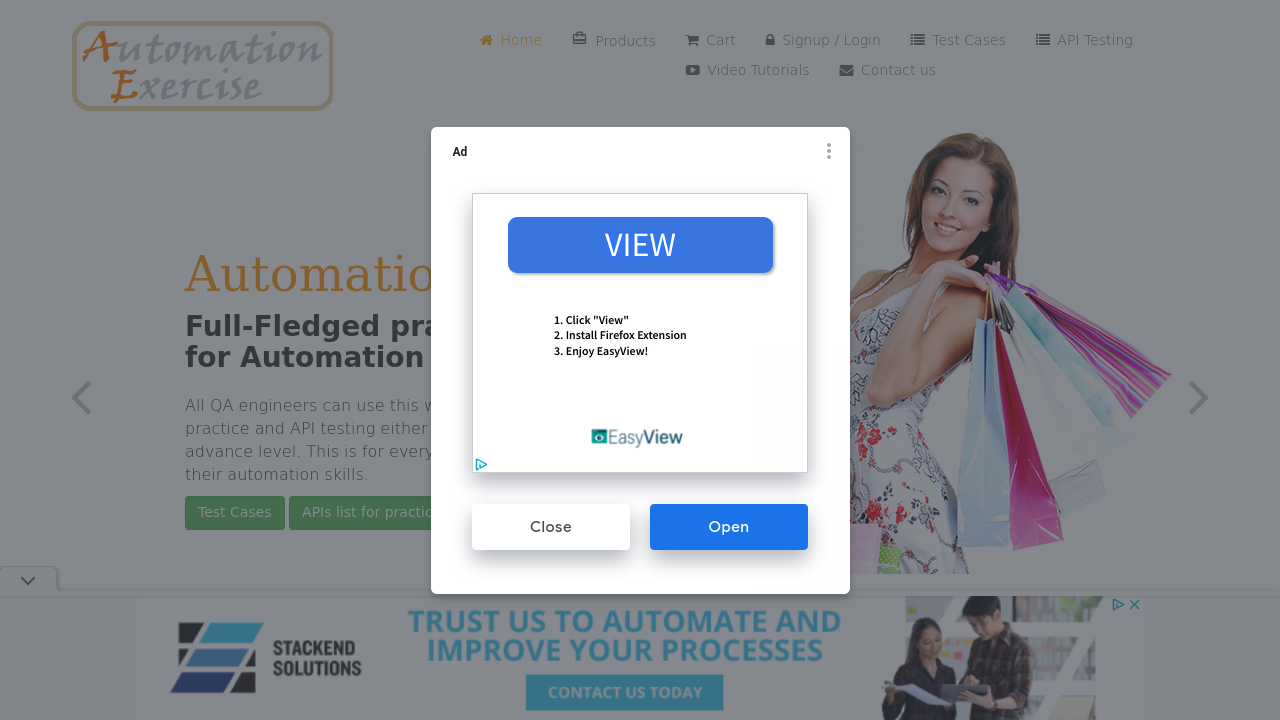 Automation
Exercise
Home
Products
Cart
Signup / Login
Test Cases
API Testing
Video Tutorials
Contact us
Ad
VIEW
1. Click "View"
2. Install Firefox Extension
3. Enjoy EasyView!
EasyView
Close
Open
Automatio
Full-Fledged pra
for Automation
All QA engineers can use this w
practice and API testing either
advance level. This is for every
their automation skills.
Test Cases
APIs list for practic
STACKEND
SOLUTIONS
TRUST US TO AUTOMATE AND
IMPROVE YOUR PROCESSES
CONTACT US TODAY